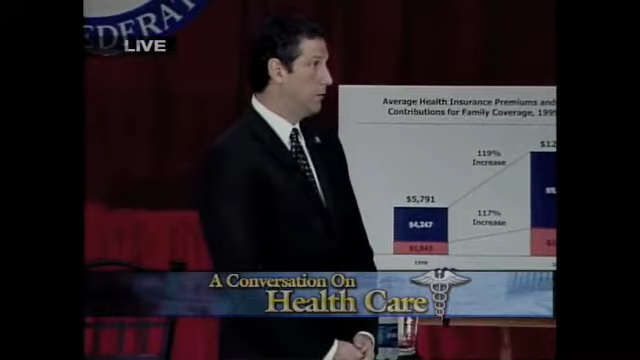 EDERAT
LIVE
Average Health Insurance Premiums and
Contributions for Family Coverage, 199
119%
Increase
$12
$5,791
$4,247
117%
Increase
$1,543
A Conversation On
Health Care